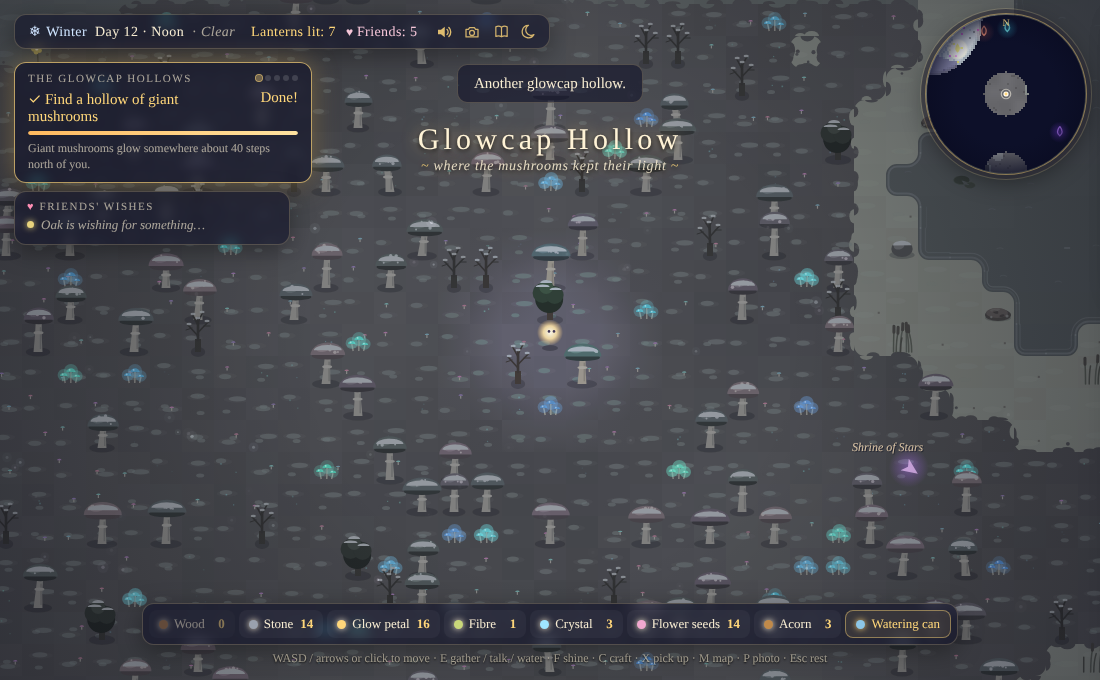 Winter Day 12 · Noon · Clear Lanterns lit: 7 Friends: 5
N
THE GLOWCAP HOLLOWS
Find a hollow of giant mushrooms Done!
Giant mushrooms glow somewhere about 40 steps
north of you.
FRIENDS' WISHES
Oak is wishing for something…
Another glowcap hollow.
Glowcap Hollow
~ where the mushrooms kept their light ~
Shrine of Stars
Wood 0 Stone 14 Glow petal 16 Fibre 1 Crystal 3 Flower seeds 14 Acorn 3 Watering can
WASD / arrows or click to move · E gather / talk / water · F shine · C craft · X pick up · M map · P photo · Esc rest